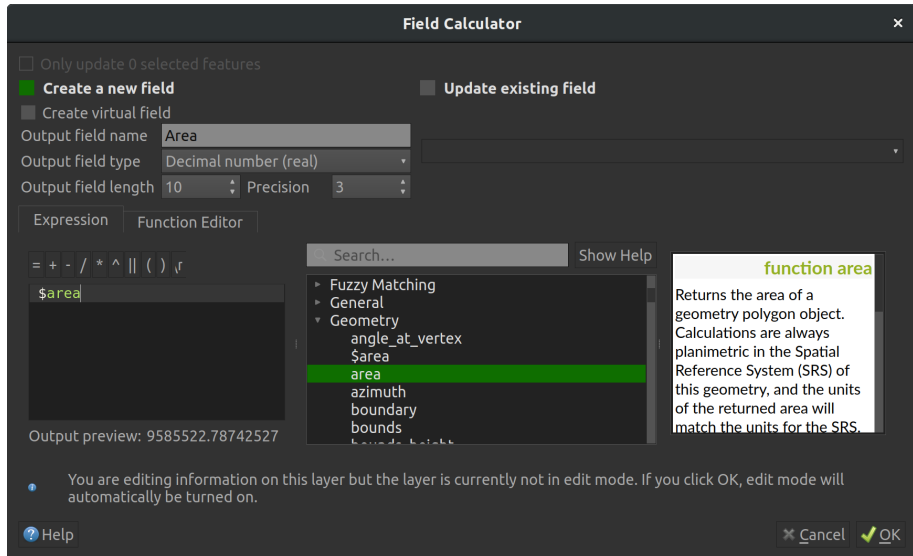 Field Calculator
Only update 0 selected features
Create a new field
Update existing field
Create virtual field
Output field name Area
Output field type Decimal number (real)
Output field length 10 Precision 3
Expression Function Editor
= + - / * ^ || ( )
Search... Show Help
$area
Fuzzy Matching
General
Geometry
angle_at_vertex
$area
area
azimuth
boundary
bounds
bounds_height
function area
Returns the area of a
geometry polygon object.
Calculations are always
planimetric in the Spatial
Reference System (SRS) of
this geometry, and the units
of the returned area will
match the units for the SRS.
Output preview: 9585522.78742527
You are editing information on this layer but the layer is currently not in edit mode. If you click OK, edit mode will
automatically be turned on.
Help
Cancel OK